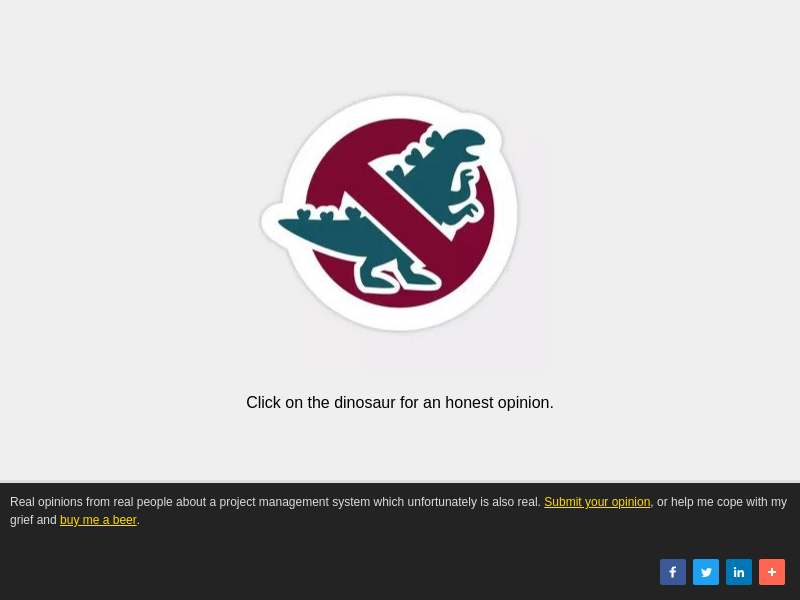 Click on the dinosaur for an honest opinion.
Real opinions from real people about a project management system which unfortunately is also real. Submit your opinion, or help me cope with my
grief and buy me a beer.